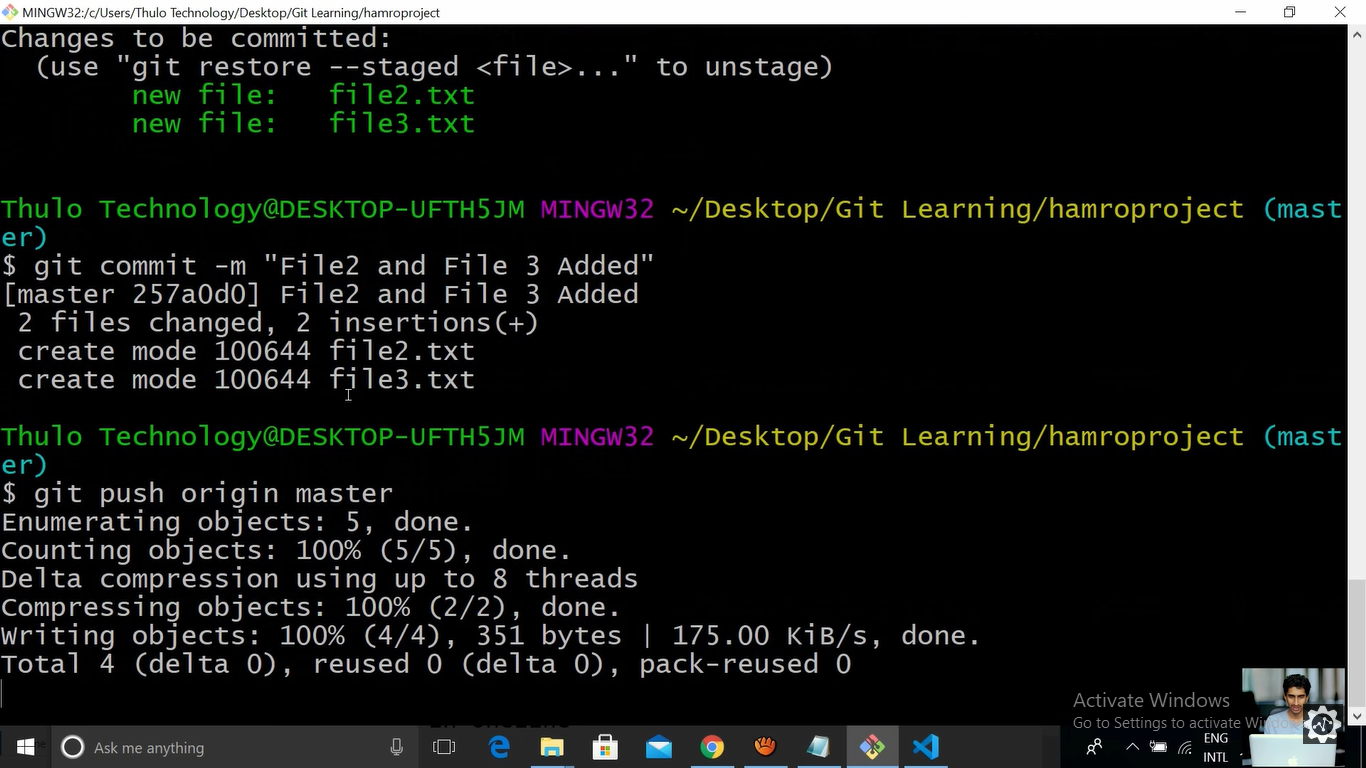 MINGW32:/c/Users/Thulo Technology/Desktop/Git Learning/hamroproject
Changes to be committed:
(use "git restore --staged <file>..." to unstage)
new file: file2.txt
new file: file3.txt
Thulo Technology@DESKTOP-UFTH5JM MINGW32 ~/Desktop/Git Learning/hamroproject (mast
er)
$ git commit -m "File2 and File 3 Added"
[master 257a0d0] File2 and File 3 Added
2 files changed, 2 insertions(+)
create mode 100644 file2.txt
create mode 100644 file3.txt
Thulo Technology@DESKTOP-UFTH5JM MINGW32 ~/Desktop/Git Learning/hamroproject (mast
er)
$ git push origin master
Enumerating objects: 5, done.
Counting objects: 100% (5/5), done.
Delta compression using up to 8 threads
Compressing objects: 100% (2/2), done.
Writing objects: 100% (4/4), 351 bytes | 175.00 KiB/s, done.
Total 4 (delta 0), reused 0 (delta 0), pack-reused 0
Activate Windows
Go to Settings to activate
Ask me anything
ENG
INTL